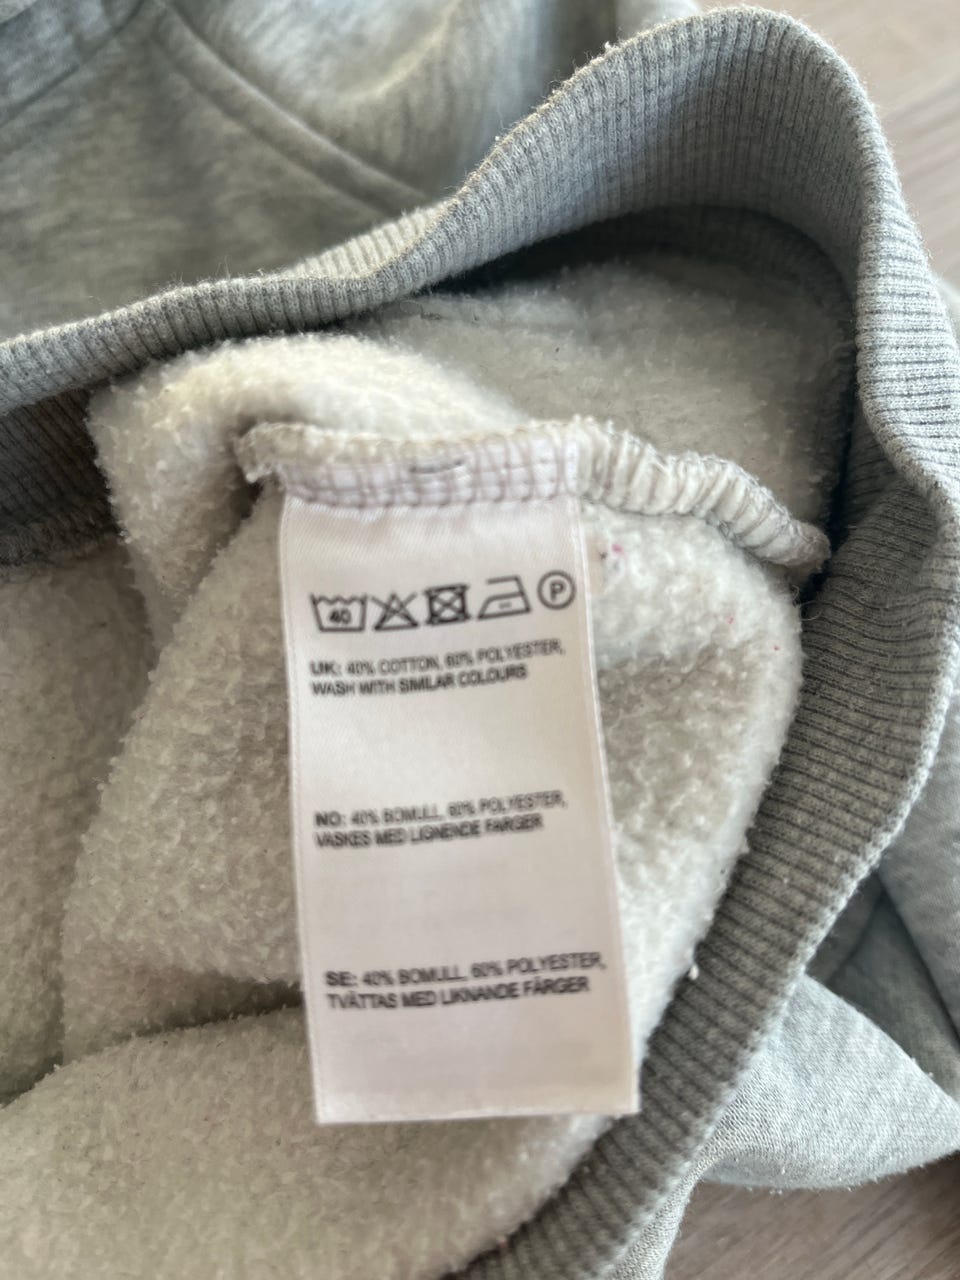 40 P
UK: 40% COTTON, 60% POLYESTER,
WASH WITH SIMILAR COLOURS
NO: 40% BOMULL, 60% POLYESTER,
VASKES MED LIGNENDE FARGER
SE: 40% BOMULL, 60% POLYESTER,
TVÄTTAS MED LIKNANDE FÄRGER